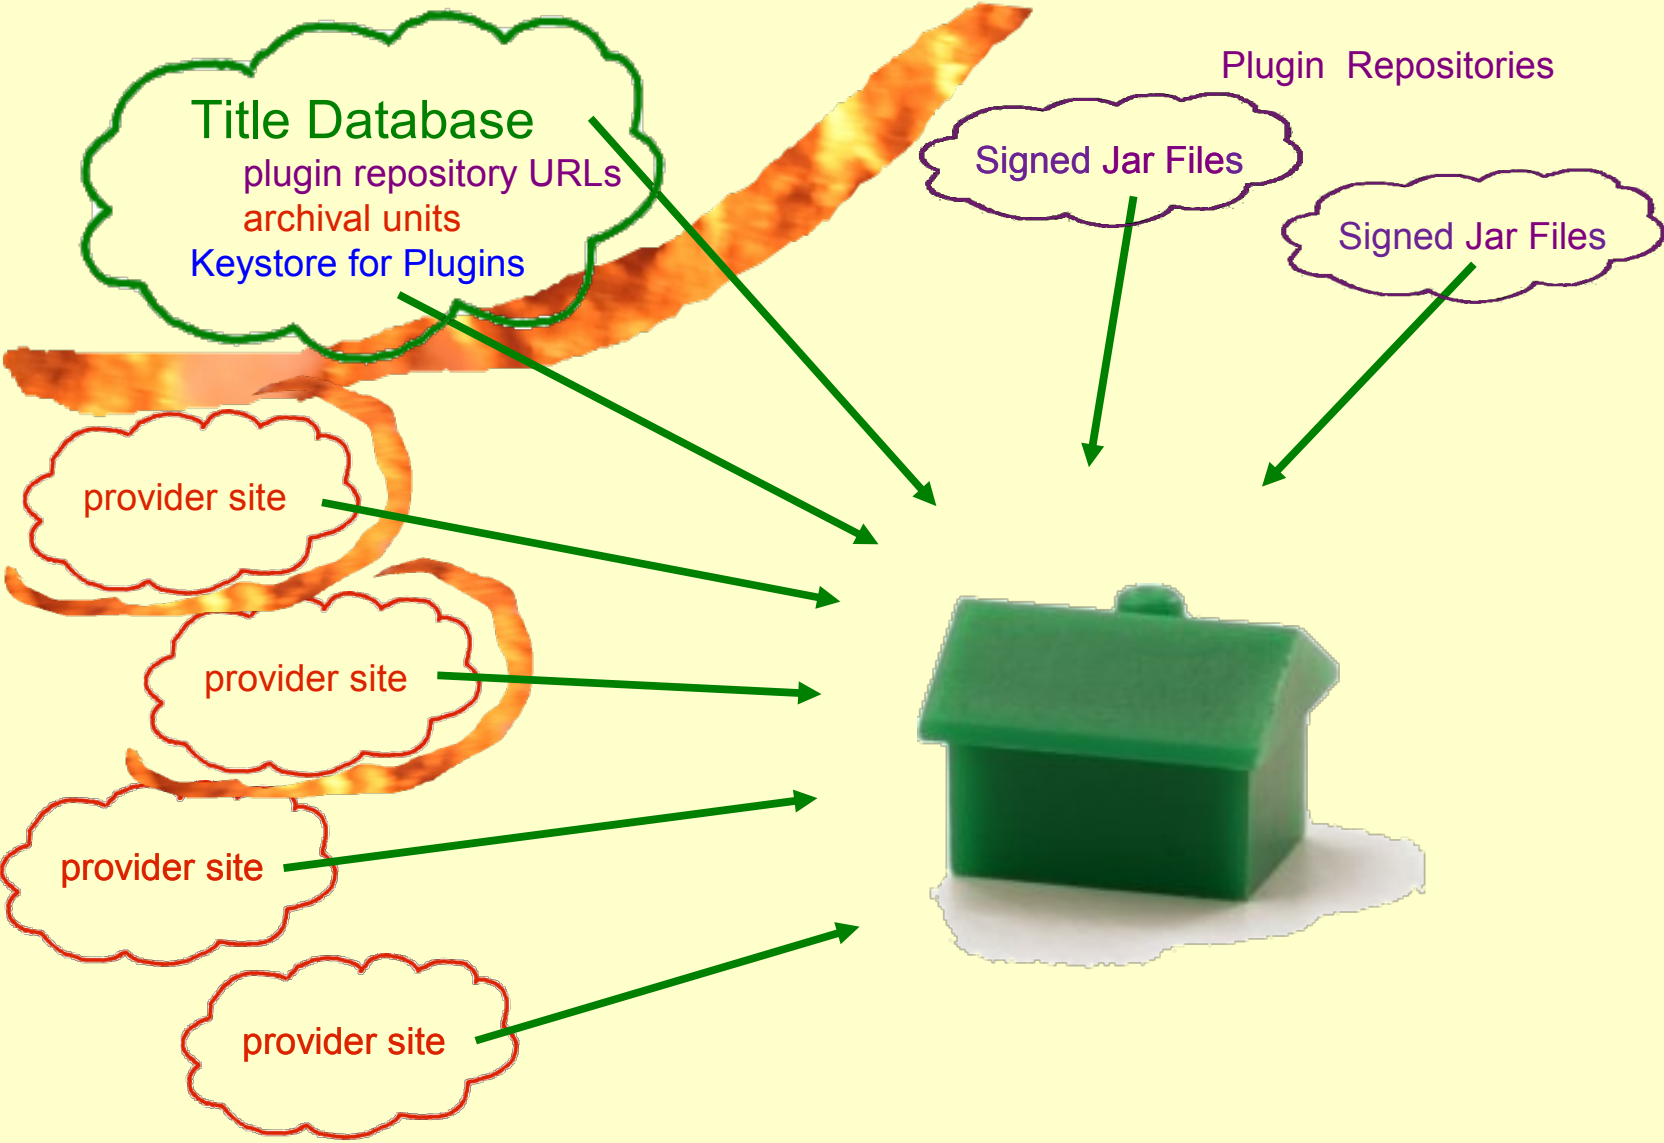 Plugin Repositories
Title Database
plugin repository URLs
archival units
Keystore for Plugins
Signed Jar Files
Signed Jar Files
provider site
provider site
provider site
provider site